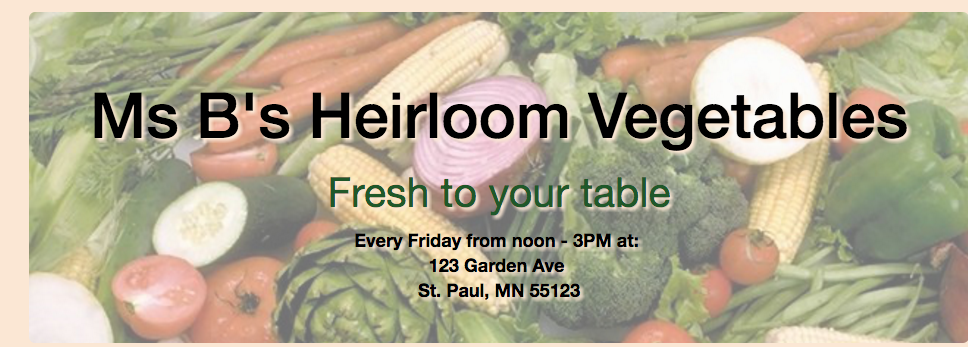 Ms B's Heirloom Vegetables
Fresh to your table
Every Friday from noon - 3PM at:
123 Garden Ave
St. Paul, MN 55123